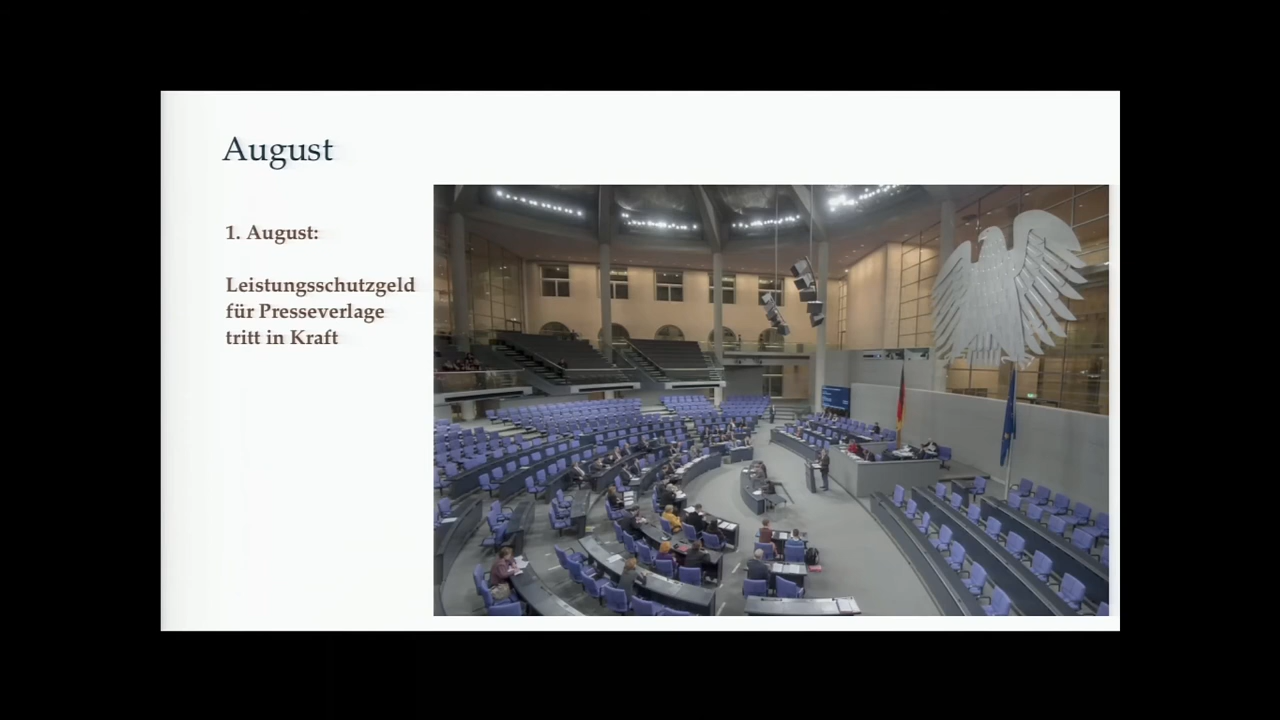 August
1. August:
Leistungsschutzgeld
für Presseverlage
tritt in Kraft